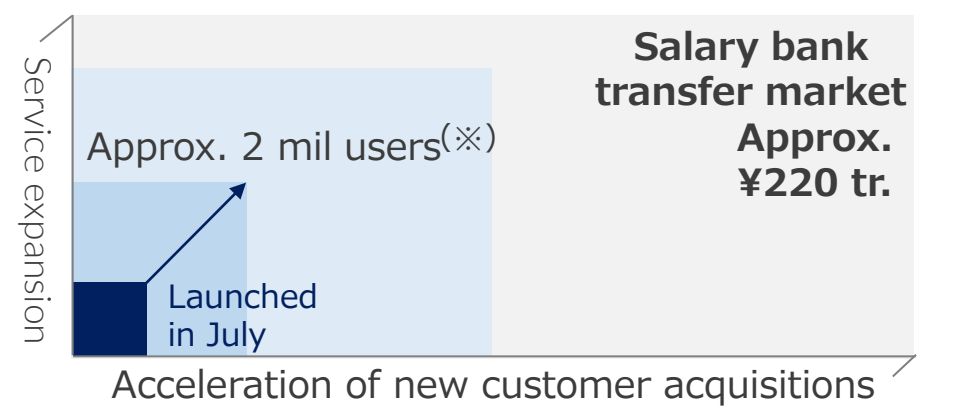 Salary bank
transfer market
Approx.
¥220 tr.
Service expansion
Approx. 2 mil users(※)
Launched
in July
Acceleration of new customer acquisitions